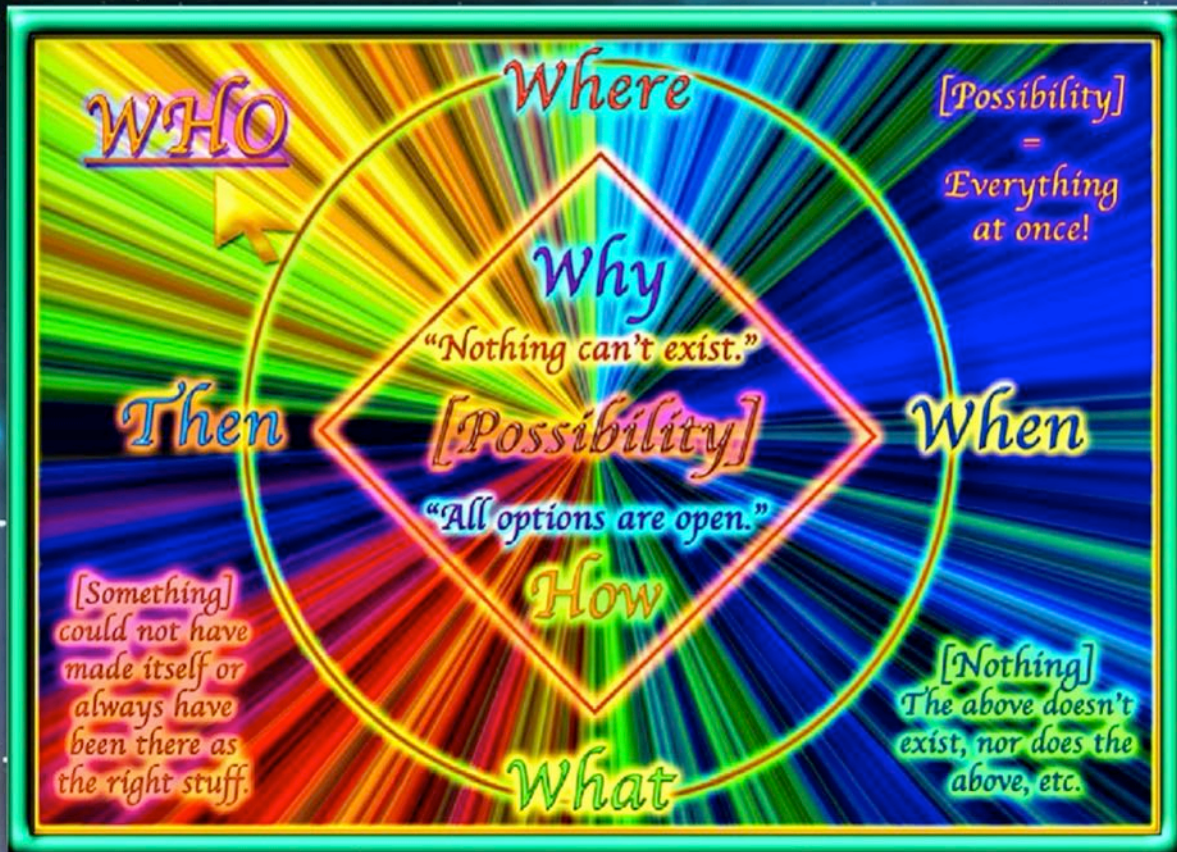 WHO
Where
[Possibility]
=
Everything
at once!
Why
“Nothing can’t exist.”
Then
[Possibility]
When
“All options are open.”
How
[Something]
could not have
made itself or
always have
been there as
the right stuff.
[Nothing]
The above doesn’t
exist, nor does the
above, etc.
What